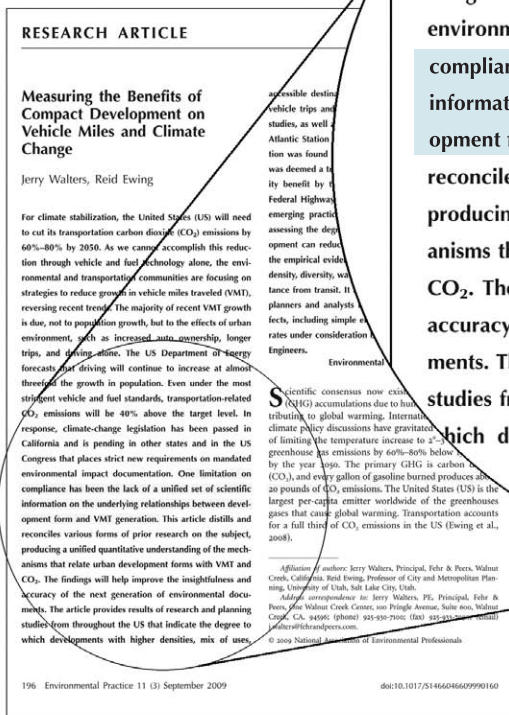 RESEARCH ARTICLE
Measuring the Benefits of
Compact Development on
Vehicle Miles and Climate
Change
Jerry Walters, Reid Ewing
For climate stabilization, the United States (US) will need
to cut its transportation carbon dioxide (CO₂) emissions by
60%–80% by 2050. As we cannot accomplish this reduc-
tion through vehicle and fuel technology alone, the envi-
ronmental and transportation communities are focusing on
strategies to reduce growth in vehicle miles traveled (VMT),
reversing recent trends. The majority of recent VMT growth
is due, not to population growth, but to the effects of urban
environment, such as increased auto ownership, longer
trips, and driving alone. The US Department of Energy
forecasts that driving will continue to increase at almost
threefold the growth in population. Even under the most
stringent vehicle and fuel standards, transportation-related
CO₂ emissions will be 40% above the target level. In
response, climate-change legislation has been passed in
California and is pending in other states and in the US
Congress that places strict new requirements on mandated
environmental impact documentation. One limitation on
compliance has been the lack of a unified set of scientific
information on the underlying relationships between devel-
opment form and VMT generation. This article distills and
reconciles various forms of prior research on the subject,
producing a unified quantitative understanding of the mech-
anisms that relate urban development forms with VMT and
CO₂. The findings will help improve the insightfulness and
accuracy of the next generation of environmental docu-
ments. The article provides results of research and planning
studies from throughout the US that indicate the degree to
which developments with higher densities, mix of uses,
accessible destina
vehicle trips and
studies, as well a
Atlantic Station
tion was found
was deemed a t
ity benefit by t
Federal Highway
emerging practic
assessing the degr
opment can reduc
the empirical evide
density, diversity, wa
tance from transit. It
planners and analysts
fects, including simple e
rates under consideration
Engineers.
Environmental
Scientific consensus now exist
(GHG) accumulations due to hum
tributing to global warming. Internatio
climate policy discussions have gravitated
of limiting the temperature increase to 2°–3
greenhouse gas emissions by 60%–80% below
by the year 2050. The primary GHG is carbon
(CO₂), and every gallon of gasoline burned produces abo
20 pounds of CO₂ emissions. The United States (US) is the
largest per-capita emitter worldwide of the greenhouses
gases that cause global warming. Transportation accounts
for a full third of CO₂ emissions in the US (Ewing et al.,
2008).
Affiliation of authors: Jerry Walters, Principal, Fehr & Peers, Walnut
Creek, California. Reid Ewing, Professor of City and Metropolitan Plan-
ning, University of Utah, Salt Lake City, Utah.
Address correspondence to: Jerry Walters, PE, Principal, Fehr &
Peers, One Walnut Creek Center, 100 Pringle Avenue, Suite 600, Walnut
Creek, CA, 94596; (phone) 925-930-7100; (fax) (email)
j.walters@fehrandpeers.com.
© 2009 National Association of Environmental Professionals
196 Environmental Practice 11 (3) September 2009
doi:10.1017/S1466046609990160
environm
complian
informat
opment f
reconcile
producin
anisms th
CO₂. The
accuracy
ments. Th
studies fr
which d